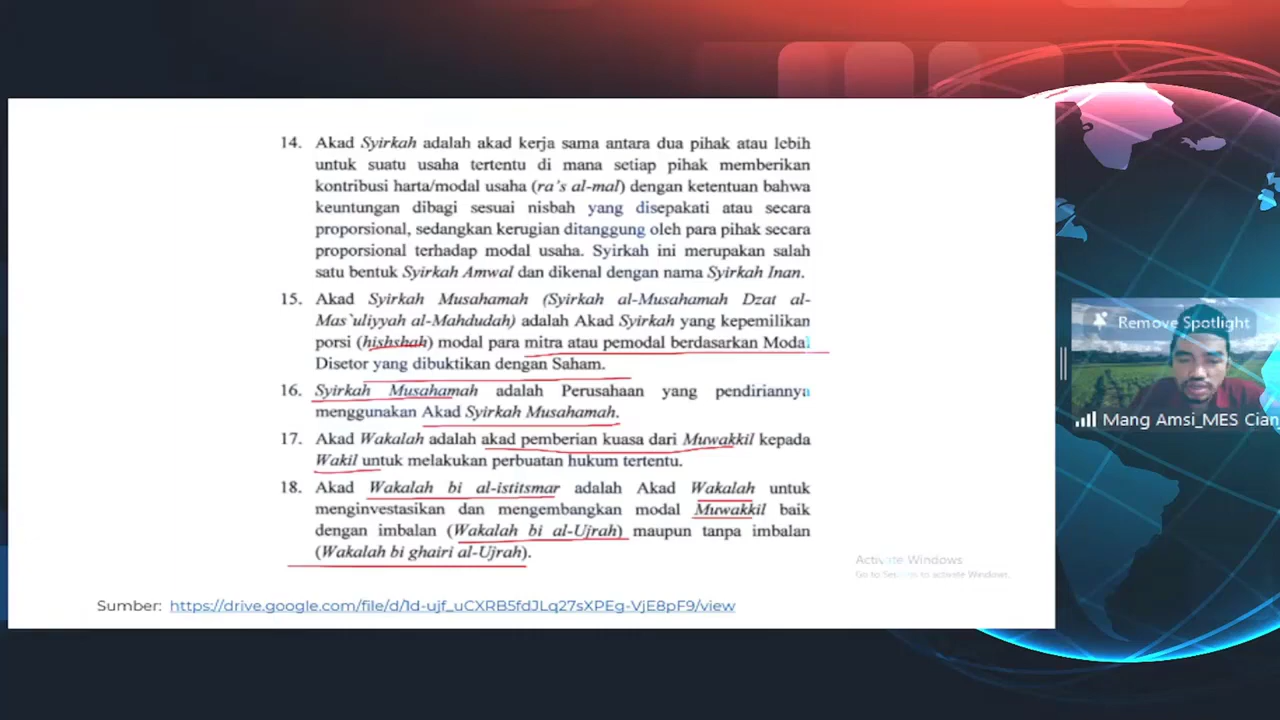 14. Akad Syirkah adalah akad kerja sama antara dua pihak atau lebih
untuk suatu usaha tertentu di mana setiap pihak memberikan
kontribusi harta/modal usaha (ra's al-mal) dengan ketentuan bahwa
keuntungan dibagi sesuai nisbah yang disepakati atau secara
proporsional, sedangkan kerugian ditanggung oleh para pihak secara
proporsional terhadap modal usaha. Syirkah ini merupakan salah
satu bentuk Syirkah Amwal dan dikenal dengan nama Syirkah Inan.
15. Akad Syirkah Musahamah (Syirkah al-Musahamah Dzat al-
Mas`uliyyah al-Mahdudah) adalah Akad Syirkah yang kepemilikan
porsi (hishshah) modal para mitra atau pemodal berdasarkan Modal
Disetor yang dibuktikan dengan Saham.
16. Syirkah Musahamah adalah Perusahaan yang pendiriannya
menggunakan Akad Syirkah Musahamah.
17. Akad Wakalah adalah akad pemberian kuasa dari Muwakkil kepada
Wakil untuk melakukan perbuatan hukum tertentu.
18. Akad Wakalah bi al-istitsmar adalah Akad Wakalah untuk
menginvestasikan dan mengembangkan modal Muwakkil baik
dengan imbalan (Wakalah bi al-Ujrah) maupun tanpa imbalan
(Wakalah bi ghairi al-Ujrah).
Activate Windows
Go to Settings to activate Windows.
Sumber: https://drive.google.com/file/d/1d-ujf_uCXRB5fdJLq27sXPEg-VjE8pF9/view
Remove Spotlight
Mang Amsi_MES Cian